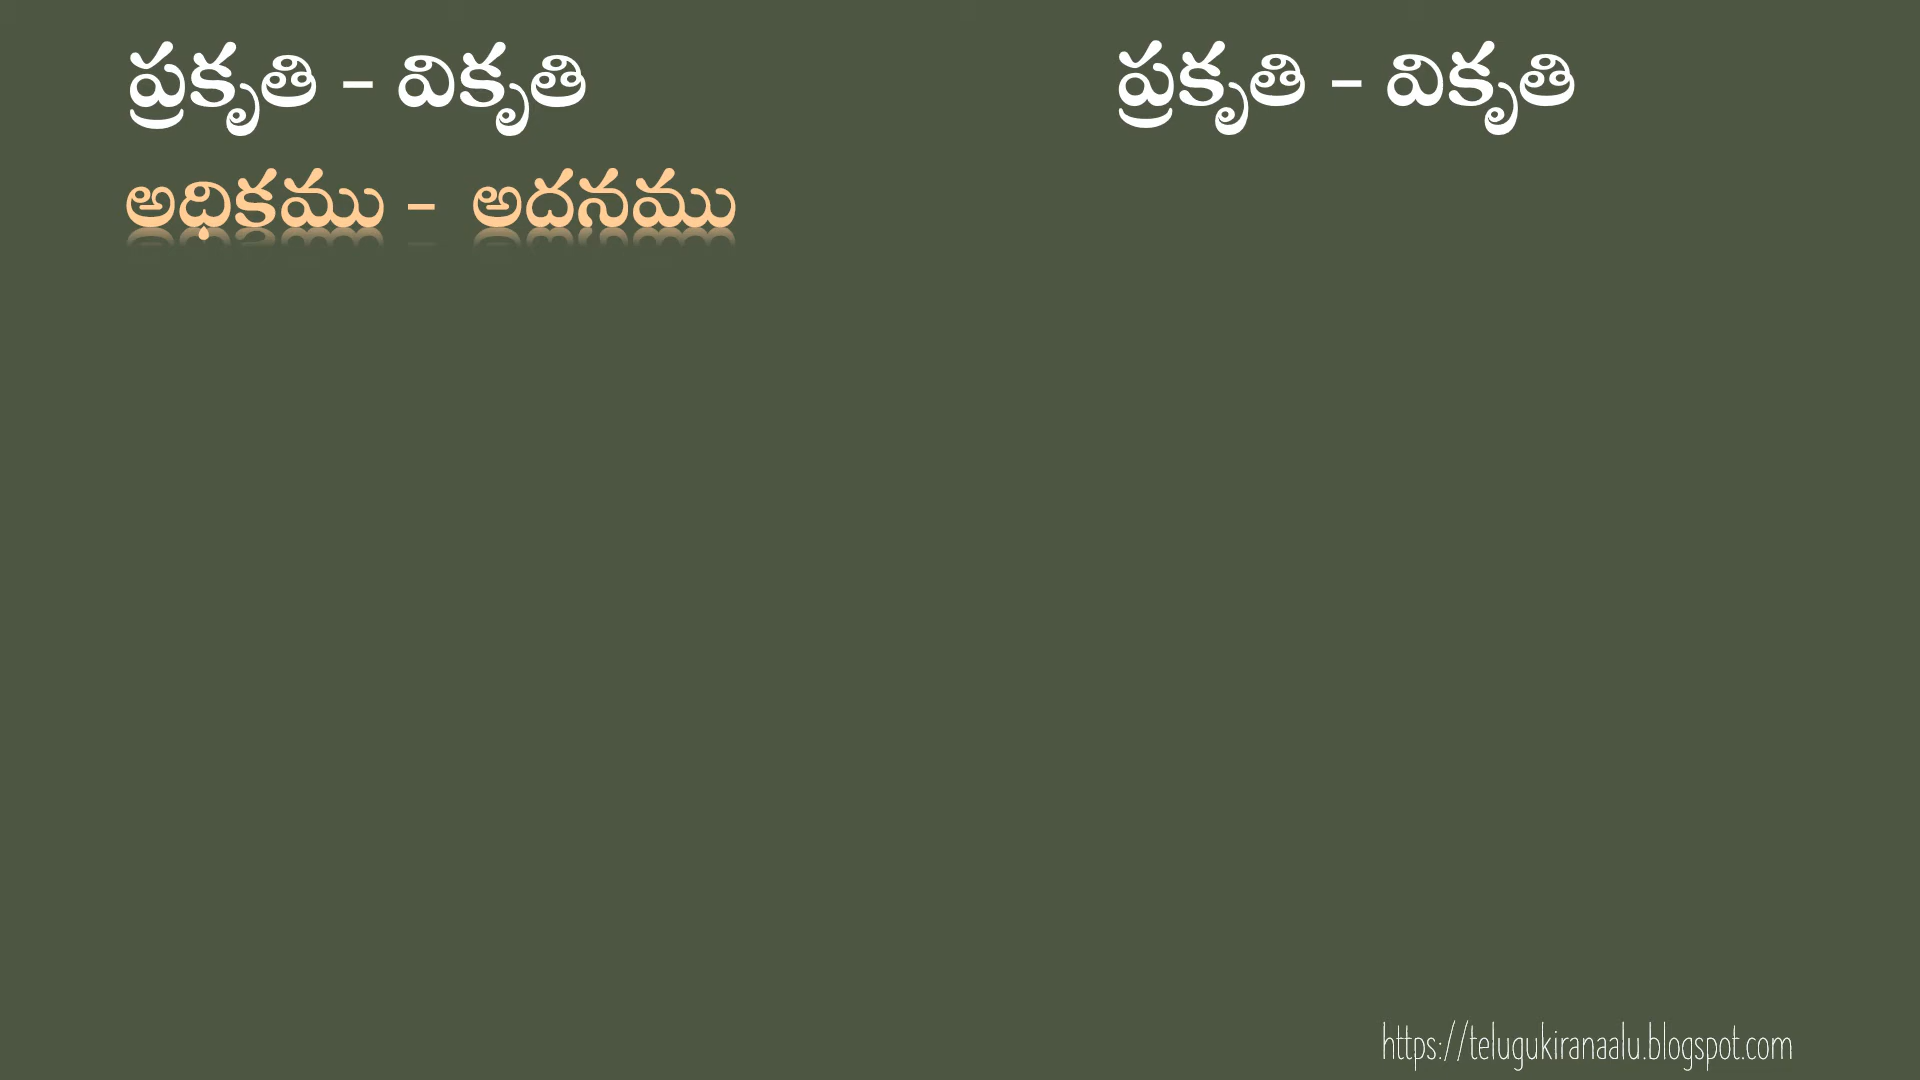 ప్రకృతి - వికృతి
ప్రకృతి - వికృతి
అధికము - అదనము
https://telugukiranaalu.blogspot.com